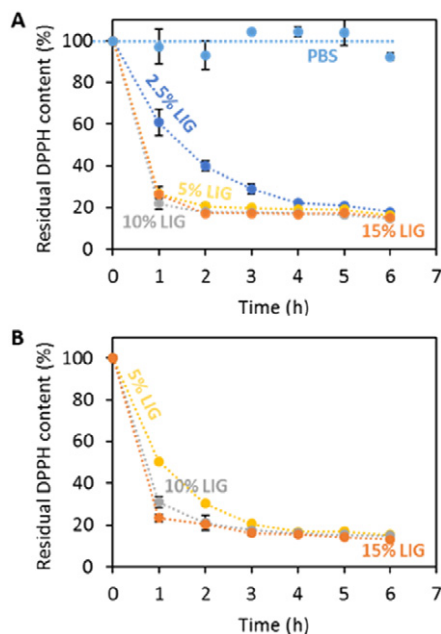 A
Residual DPPH content (%)
100
80
60
40
20
0
PBS
2.5% LIG
5% LIG
10% LIG
15% LIG
0 1 2 3 4 5 6 7
Time (h)
B
Residual DPPH content (%)
100
80
60
40
20
0
5% LIG
10% LIG
15% LIG
0 1 2 3 4 5 6 7
Time (h)